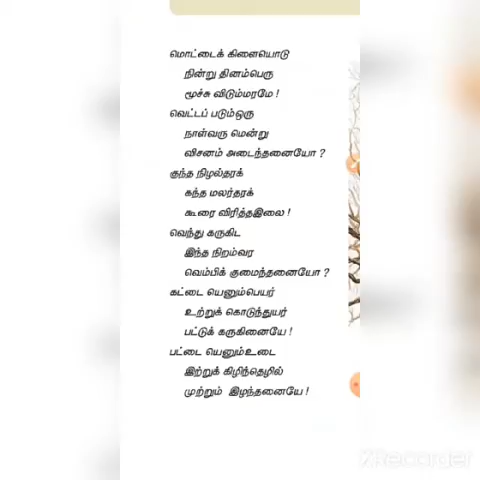 மொட்டைக் கிளையொடு
நின்று தினம்பெரு
மூச்சு விடும்மரமே !
வெட்டப் படும்ஒரு
நாள்வரு மென்று
விசனம் அடைந்தனையோ ?
குந்த நிழல்தரக்
கந்த மலர்தரக்
கூரை விரித்தஇலை !
வெந்து கருகிட
இந்த நிறம்வர
வெம்பிக் குமைந்தனையோ ?
கட்டை யெனும்பெயர்
உற்றுக் கொடுந்துயர்
பட்டுக் கருகினையே !
பட்டை யெனும்உடை
இற்றுக் கிழிந்தெழில்
முற்றும் இழந்தனையே !